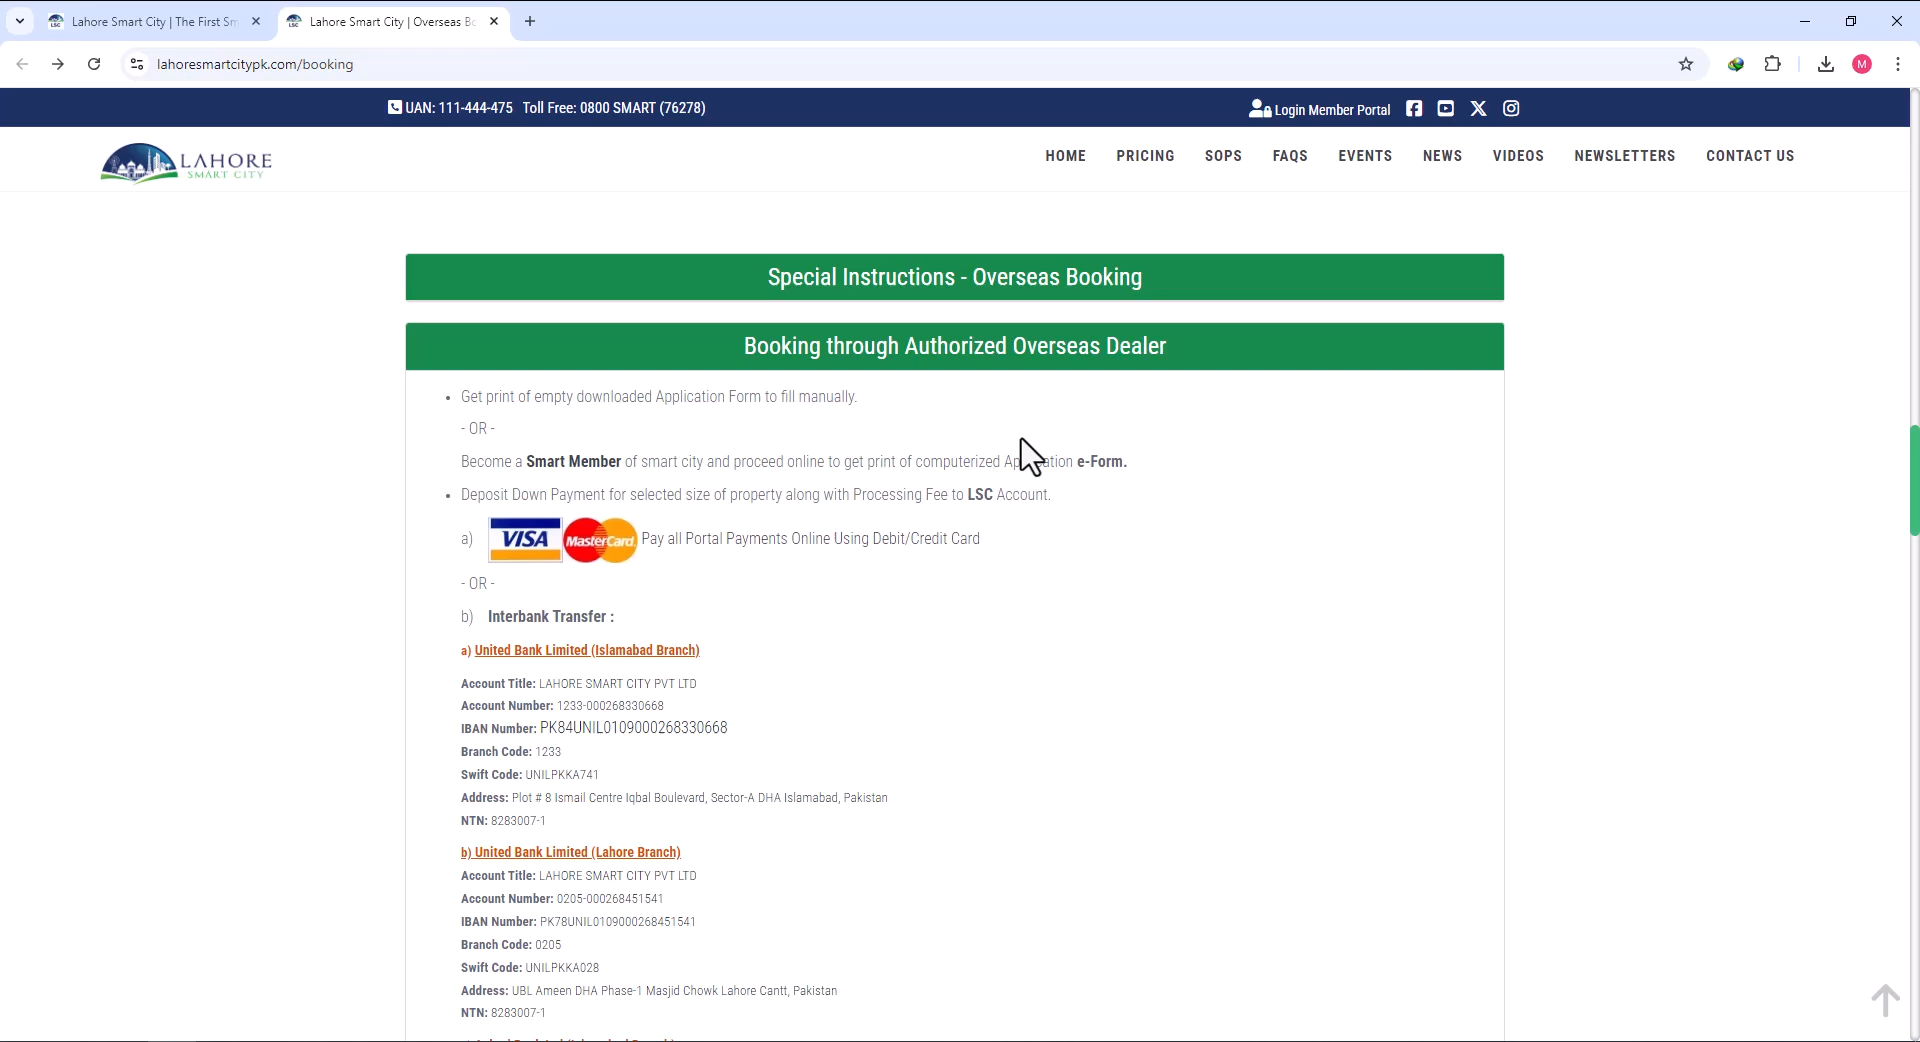 Lahore Smart City | The First Sm
Lahore Smart City | Overseas Bo
lahoresmartcitypk.com/booking
M
UAN: 111-444-475 Toll Free: 0800 SMART (76278)
Login Member Portal
LAHORE
SMART CITY
HOME PRICING SOPS FAQS EVENTS NEWS VIDEOS NEWSLETTERS CONTACT US
Special Instructions - Overseas Booking
Booking through Authorized Overseas Dealer
• Get print of empty downloaded Application Form to fill manually.
- OR -
Become a Smart Member of smart city and proceed online to get print of computerized Application e-Form.
• Deposit Down Payment for selected size of property along with Processing Fee to LSC Account.
a) VISA MasterCard. Pay all Portal Payments Online Using Debit/Credit Card
- OR -
b) Interbank Transfer :
a) United Bank Limited (Islamabad Branch)
Account Title: LAHORE SMART CITY PVT LTD
Account Number: 1233-000268330668
IBAN Number: PK84UNIL0109000268330668
Branch Code: 1233
Swift Code: UNILPKKA741
Address: Plot # 8 Ismail Centre Iqbal Boulevard, Sector-A DHA Islamabad, Pakistan
NTN: 8283007-1
b) United Bank Limited (Lahore Branch)
Account Title: LAHORE SMART CITY PVT LTD
Account Number: 0205-000268451541
IBAN Number: PK78UNIL0109000268451541
Branch Code: 0205
Swift Code: UNILPKKA028
Address: UBL Ameen DHA Phase-1 Masjid Chowk Lahore Cantt, Pakistan
NTN: 8283007-1